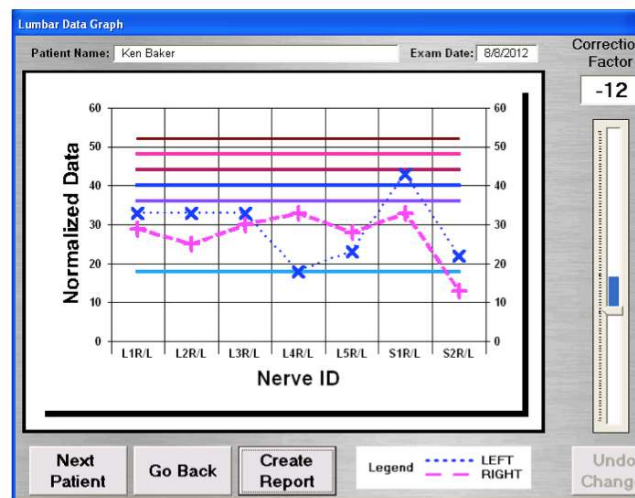 Lumbar Data Graph
Patient Name: Ken Baker Exam Date: 8/8/2012
Correction
Factor
-12
60 60
50 50
40 40
30 30
20 20
10 10
0 0
Normalized Data
L1R/L L2R/L L3R/L L4R/L L5R/L S1R/L S2R/L
Nerve ID
Next
Patient
Go Back
Create
Report
Legend LEFT
RIGHT
Undo
Chang